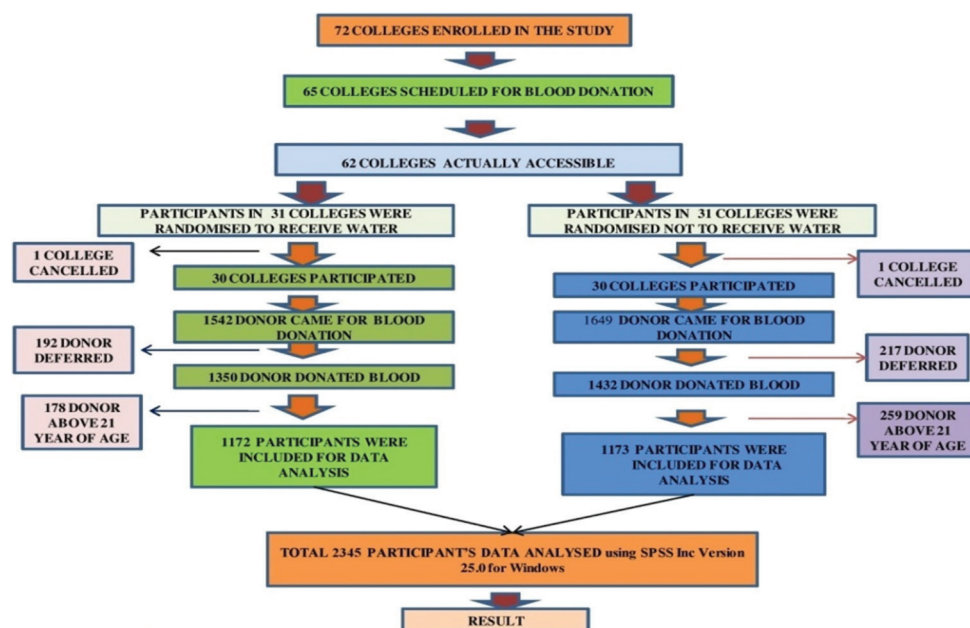 72 COLLEGES ENROLLED IN THE STUDY
65 COLLEGES SCHEDULED FOR BLOOD DONATION
62 COLLEGES ACTUALLY ACCESSIBLE
PARTICIPANTS IN 31 COLLEGES WERE
RANDOMISED TO RECEIVE WATER
1 COLLEGE
CANCELLED
30 COLLEGES PARTICIPATED
1542 DONOR CAME FOR BLOOD
DONATION
192 DONOR
DEFERRED
1350 DONOR DONATED BLOOD
178 DONOR
ABOVE 21
YEAR OF AGE
1172 PARTICIPANTS WERE
INCLUDED FOR DATA
ANALYSIS
PARTICIPANTS IN 31 COLLEGES WERE
RANDOMISED NOT TO RECEIVE WATER
1 COLLEGE
CANCELLED
30 COLLEGES PARTICIPATED
1649 DONOR CAME FOR BLOOD
DONATION
217 DONOR
DEFERRED
1432 DONOR DONATED BLOOD
259 DONOR
ABOVE 21
YEAR OF AGE
1173 PARTICIPANTS WERE
INCLUDED FOR DATA
ANALYSIS
TOTAL 2345 PARTICIPANT'S DATA ANALYSED using SPSS Inc Version
25.0 for Windows
RESULT